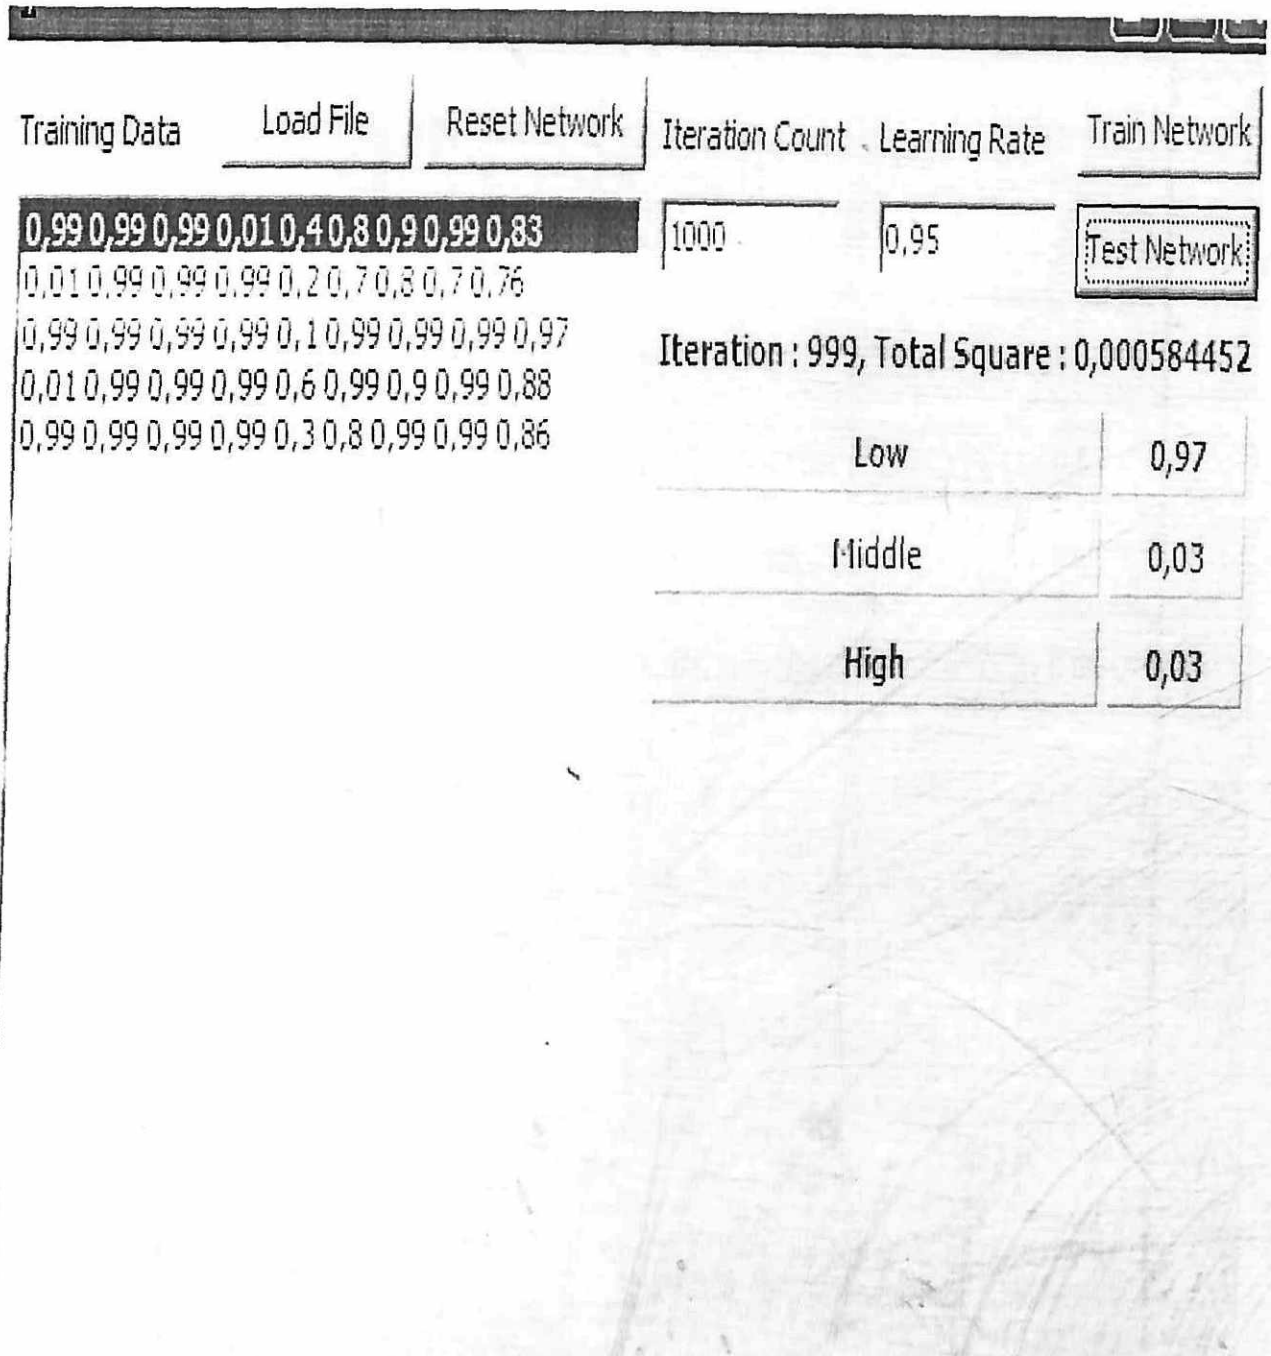 Training Data Load File Reset Network Iteration Count Learning Rate Train Network
0,99 0,99 0,99 0,01 0,4 0,8 0,9 0,99 0,83
1000 0,95 Test Network
0,01 0,99 0,99 0,99 0,2 0,7 0,8 0,7 0,76
0,99 0,99 0,99 0,99 0,1 0,99 0,99 0,99 0,97
0,01 0,99 0,99 0,99 0,6 0,99 0,9 0,99 0,88
0,99 0,99 0,99 0,99 0,3 0,8 0,99 0,99 0,86
Iteration : 999, Total Square : 0,000584452
Low 0,97
Middle 0,03
High 0,03